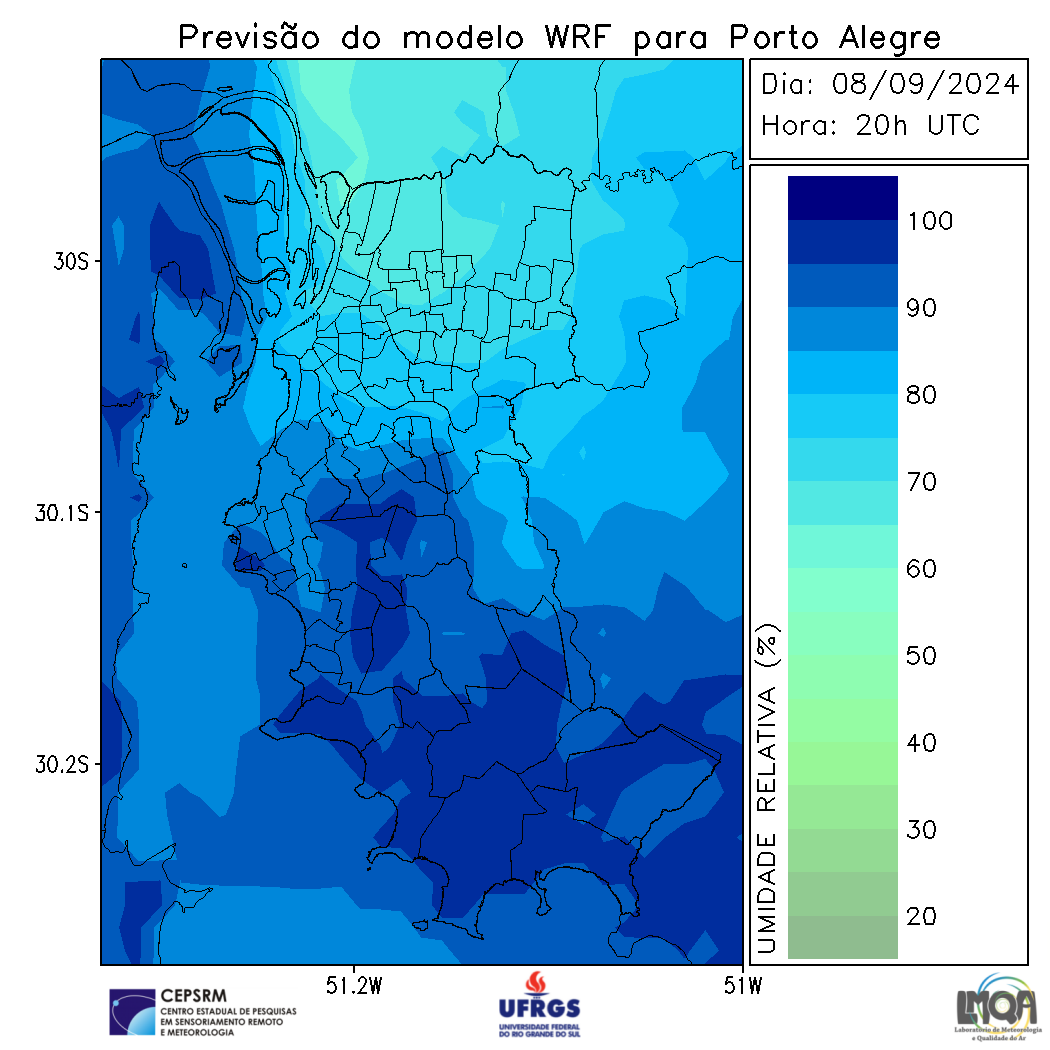 Previsão do modelo WRF para Porto Alegre
Dia: 08/09/2024
Hora: 20h UTC
100
90
80
70
60
50
40
30
20
UMIDADE RELATIVA (%)
30S
30.1S
30.2S
51.2W
51W
CEPSRM
CENTRO ESTADUAL DE PESQUISAS
EM SENSORIAMENTO REMOTO
E METEOROLOGIA
UFRGS
UNIVERSIDADE FEDERAL
DO RIO GRANDE DO SUL
LMQA
Laboratório de Meteorologia
e Qualidade do Ar